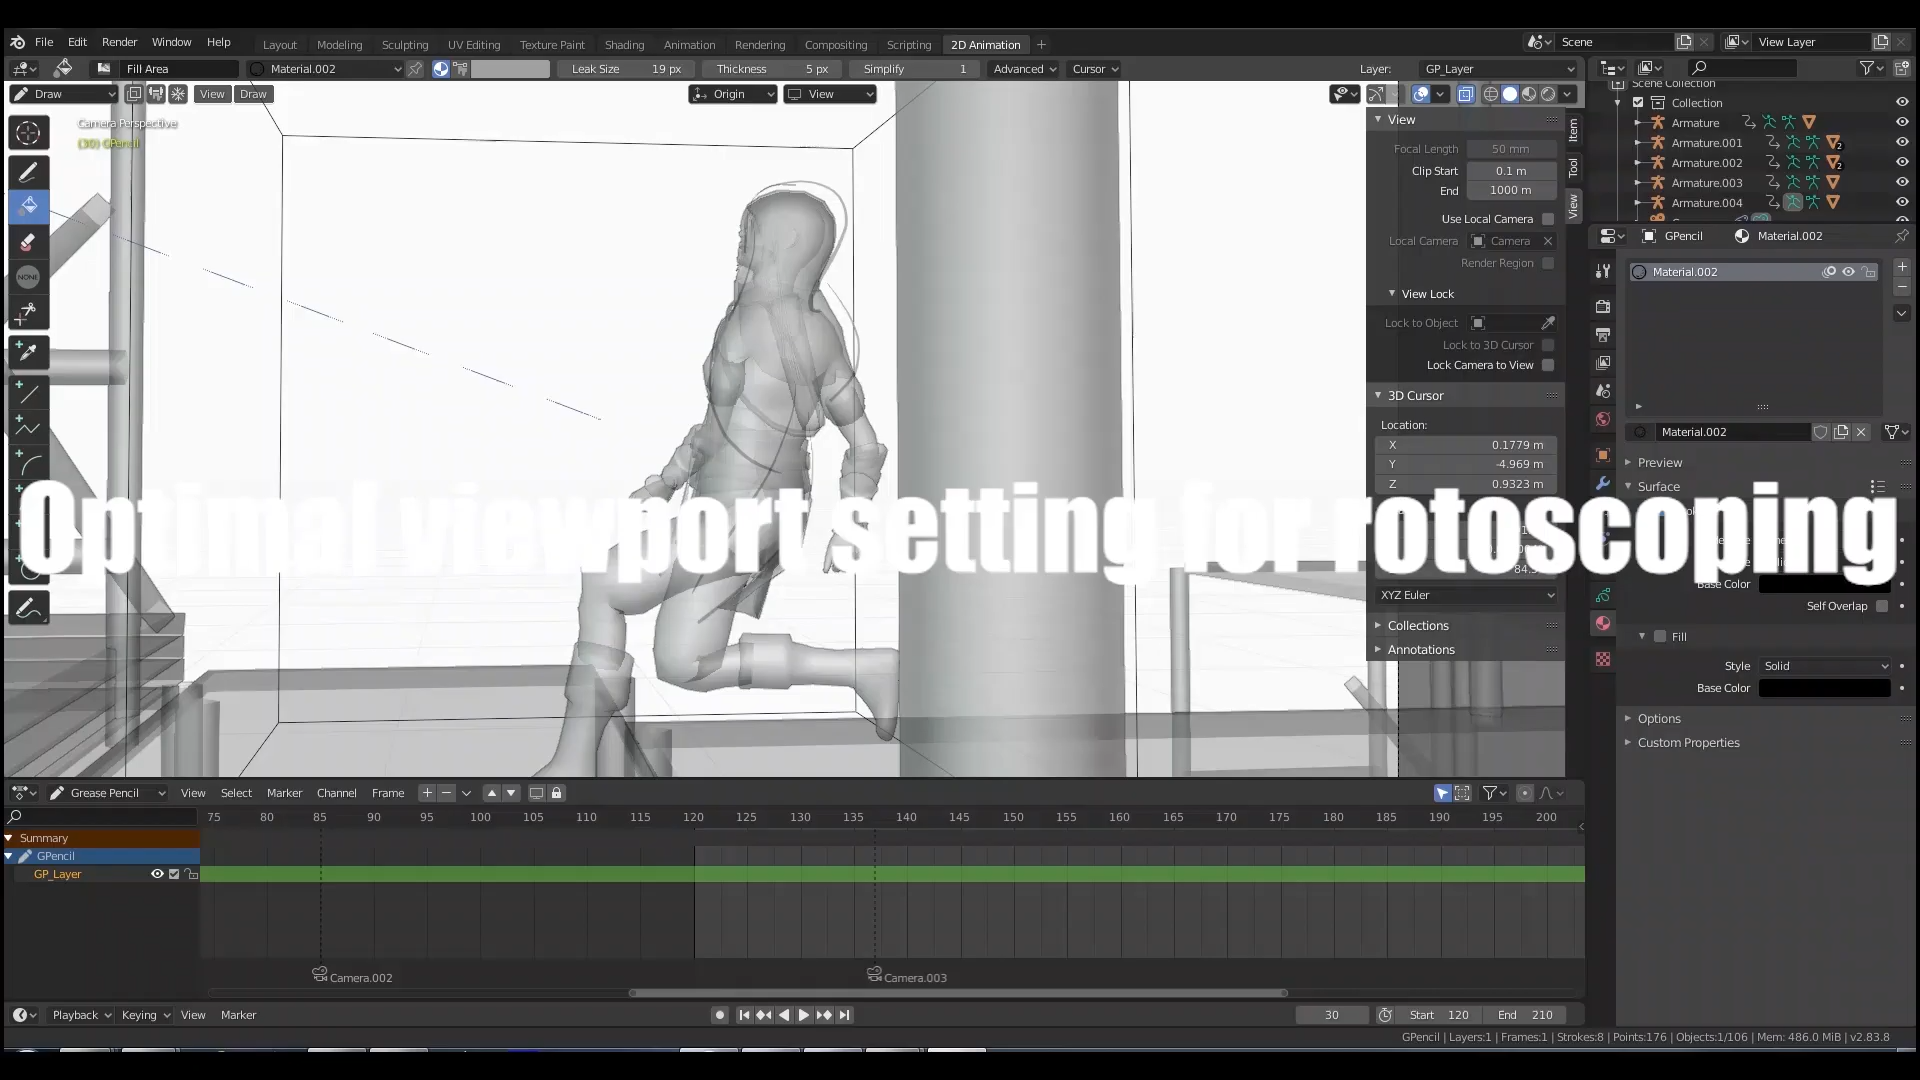 File Edit Render Window Help
Layout Modeling Sculpting UV Editing Texture Paint Shading Animation Rendering Compositing Scripting 2D Animation +
Scene
View Layer
Fill Area
Material.002
Leak Size 19 px
Thickness 5 px
Simplify 1
Advanced
Cursor
Layer: GP_Layer
Draw
View Draw
Origin
View
Camera Perspective
(30) GPencil
NONE
View
Focal Length 50 mm
Clip Start 0.1 m
End 1000 m
Use Local Camera
Local Camera Camera
Render Region
View Lock
Lock to Object
Lock to 3D Cursor
Lock Camera to View
3D Cursor
Location:
X 0.1779 m
Y -4.969 m
Z 0.9323 m
XYZ Euler
Collections
Annotations
Item
Tool
View
Scene Collection
Collection
Armature
Armature.001
2
Armature.002
2
Armature.003
Armature.004
GPencil Material.002
Material.002
Material.002
Preview
Surface
Optimal viewport setting for rotoscoping
Base Color
Self Overlap
Fill
Style Solid
Base Color
Options
Custom Properties
Grease Pencil
View Select Marker Channel Frame
75 80 85 90 95 100 105 110 115 120 125 130 135 140 145 150 155 160 165 170 175 180 185 190 195 200
Summary
GPencil
GP_Layer
Camera.002
Camera.003
Playback Keying View Marker
30
Start 120
End 210
GPencil | Layers:1 | Frames:1 | Strokes:8 | Points:176 | Objects:1/106 | Mem: 486.0 MiB | v2.83.8